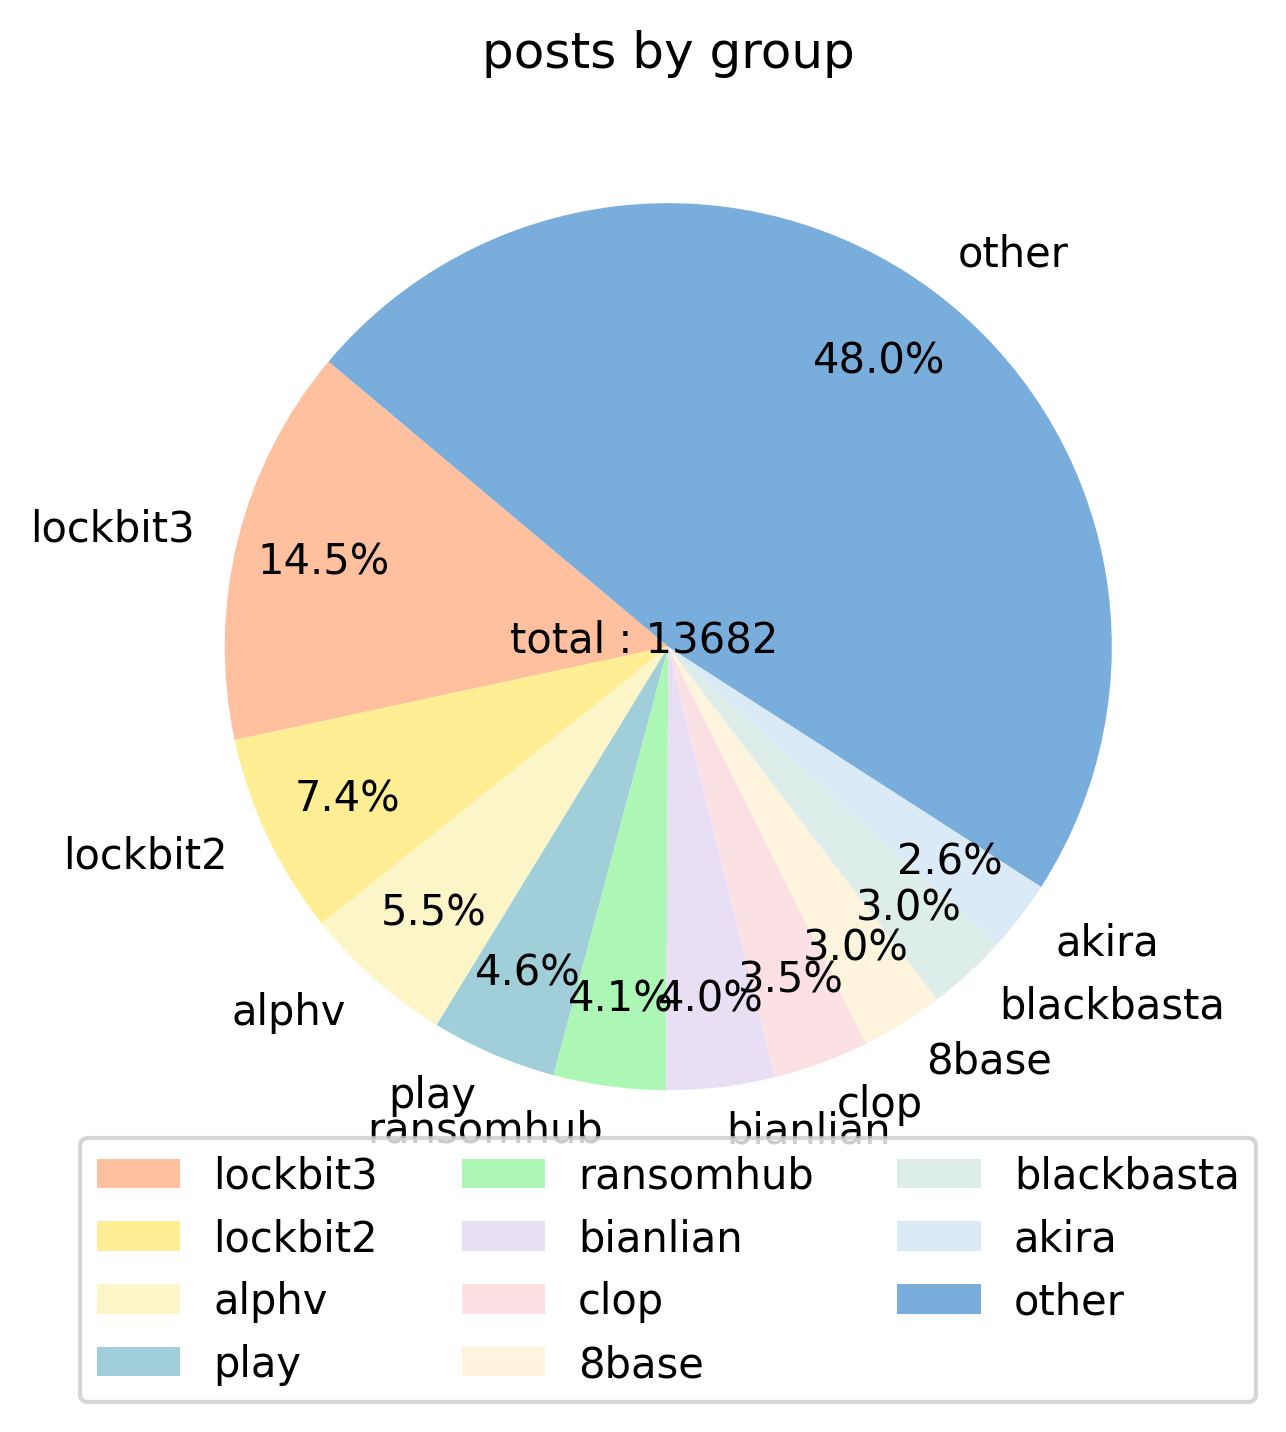 posts by group
other
48.0%
lockbit3
14.5%
total : 13682
7.4%
lockbit2
5.5%
alphv
4.6%
play
4.1%
ransomhub
4.0%
bianlian
3.5%
clop
3.0%
8base
3.0%
blackbasta
2.6%
akira
lockbit3
lockbit2
alphv
play
ransomhub
bianlian
clop
8base
blackbasta
akira
other